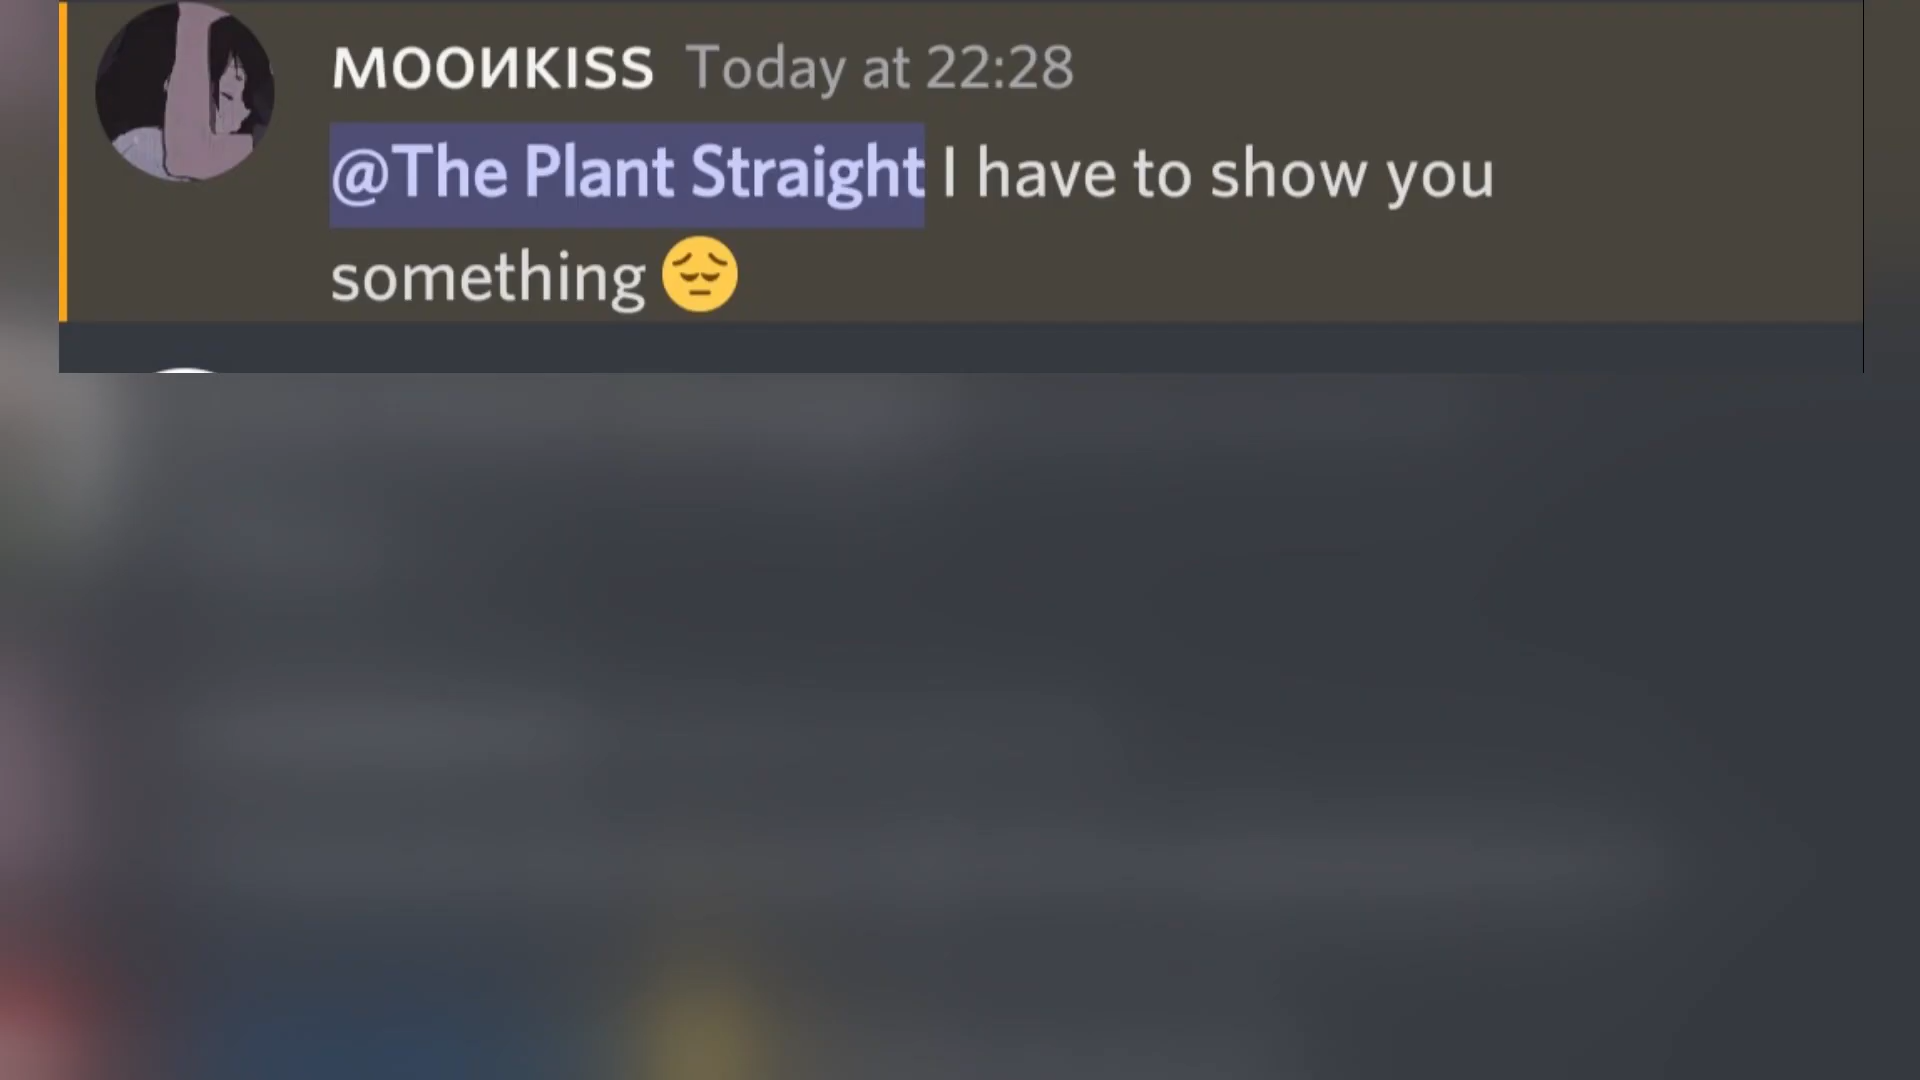 MOOИKISS Today at 22:28
@The Plant Straight I have to show you
something 😔